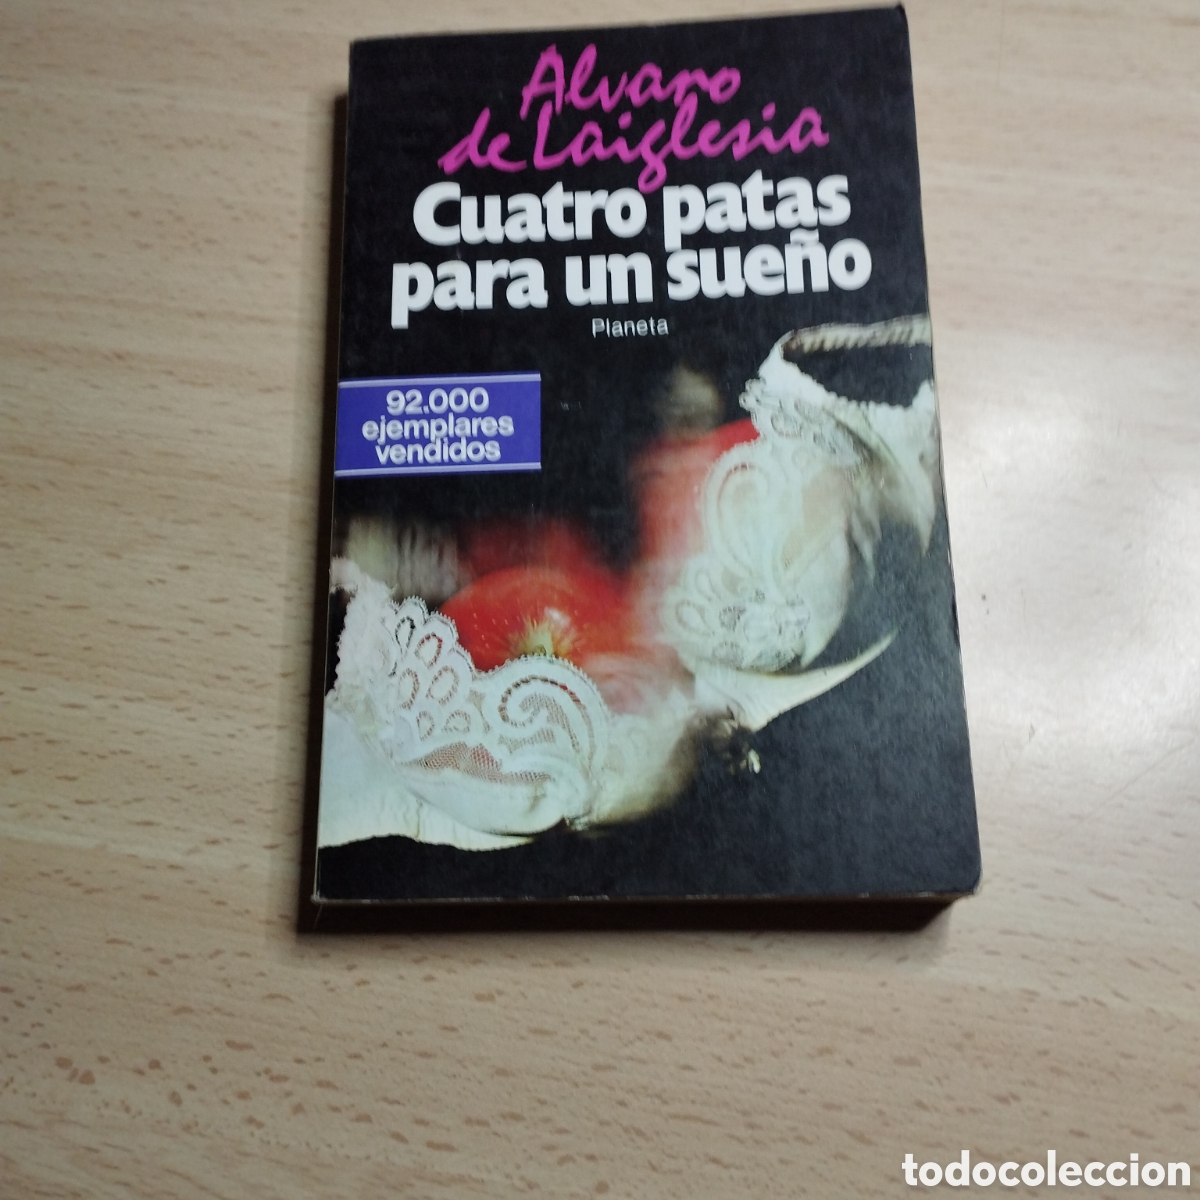 Alvaro
de Laiglesia
Cuatro patas
para un sueño
Planeta
92.000
ejemplares
vendidos
todocoleccion